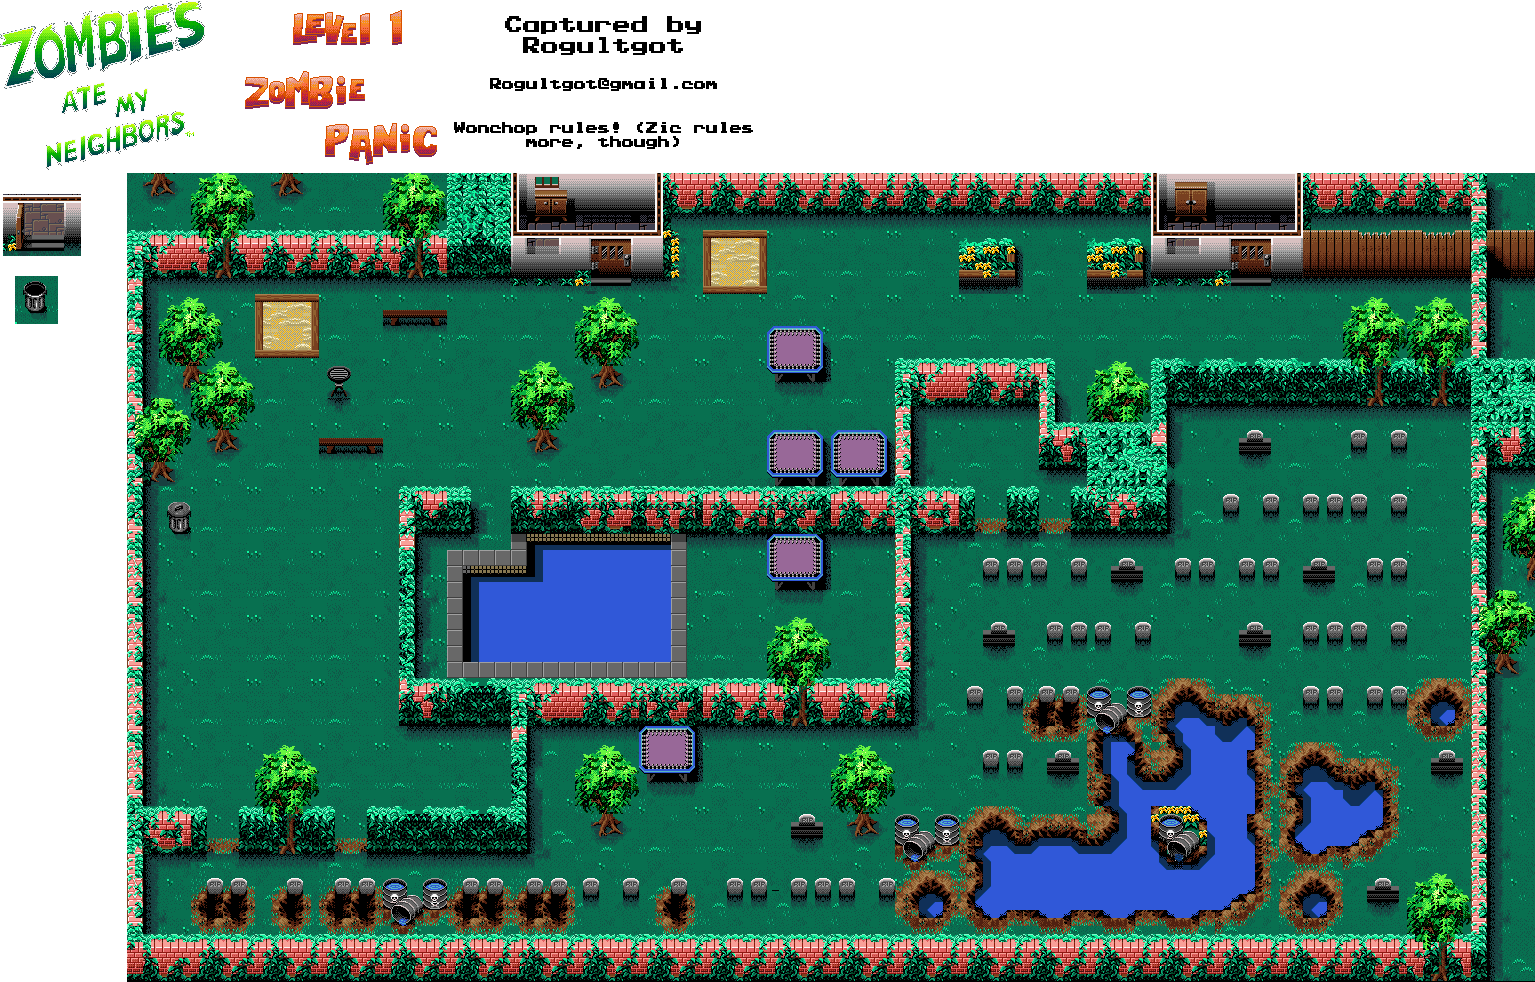 ZOMBIES
ATE MY
NEIGHBORS
LEVEL 1
ZOMBIE
PANIC
Captured by
Rogultgot
Rogultgot@gmail.com
Wonchop rules! (Zic rules
more, though)